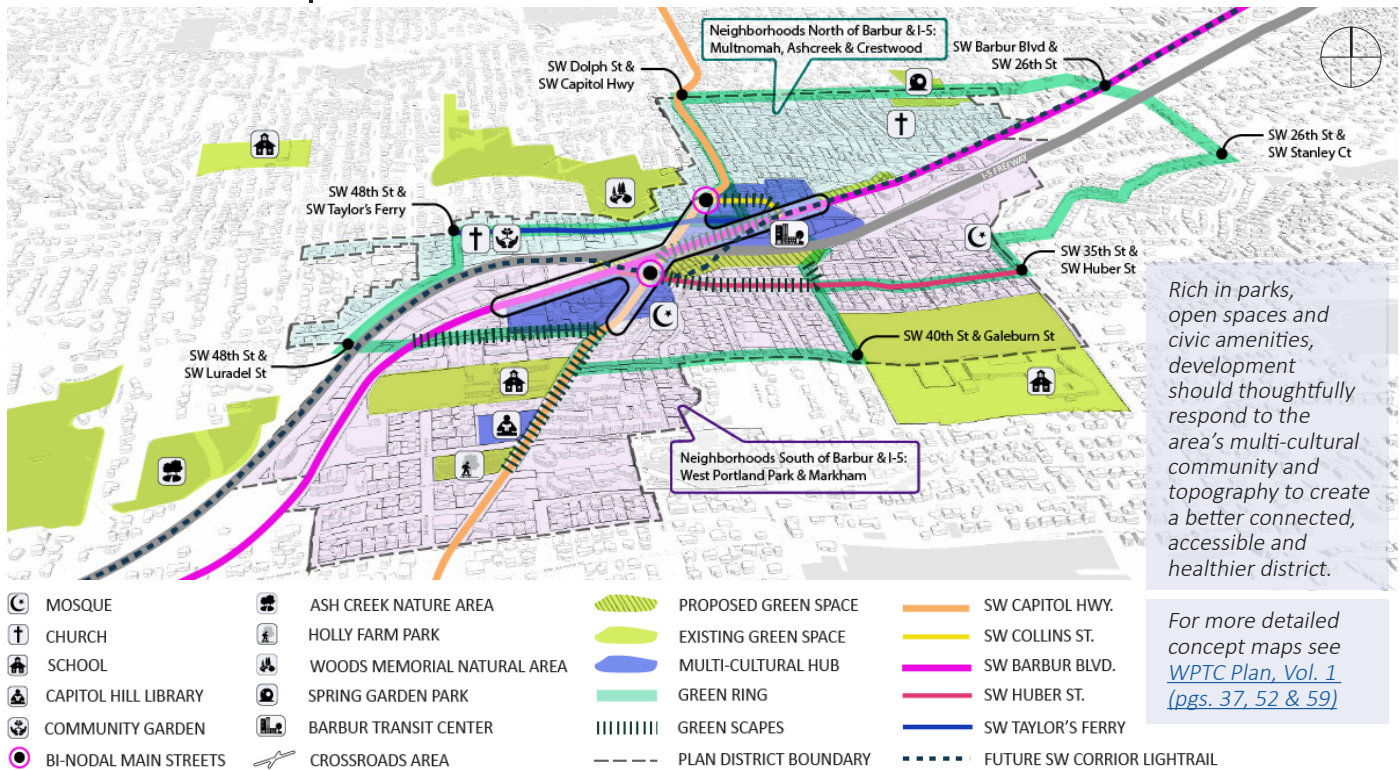 Neighborhoods North of Barbur & I-5:
Multnomah, Ashcreek & Crestwood
SW Barbur Blvd &
SW 26th St
SW Dolph St &
SW Capitol Hwy
SW 26th St &
SW Stanley Ct
I-5 FREEWAY
SW 48th St &
SW Taylor's Ferry
SW 35th St &
SW Huber St
SW 40th St & Galeburn St
SW 48th St &
SW Luradel St
Neighborhoods South of Barbur & I-5:
West Portland Park & Markham
Rich in parks,
open spaces and
civic amenities,
development
should thoughtfully
respond to the
area's multi-cultural
community and
topography to create
a better connected,
accessible and
healthier district.
For more detailed
concept maps see
WPTC Plan, Vol. 1
(pgs. 37, 52 & 59)
MOSQUE
CHURCH
SCHOOL
CAPITOL HILL LIBRARY
COMMUNITY GARDEN
BI-NODAL MAIN STREETS
ASH CREEK NATURE AREA
HOLLY FARM PARK
WOODS MEMORIAL NATURAL AREA
SPRING GARDEN PARK
BARBUR TRANSIT CENTER
CROSSROADS AREA
PROPOSED GREEN SPACE
EXISTING GREEN SPACE
MULTI-CULTURAL HUB
GREEN RING
GREEN SCAPES
PLAN DISTRICT BOUNDARY
SW CAPITOL HWY.
SW COLLINS ST.
SW BARBUR BLVD.
SW HUBER ST.
SW TAYLOR'S FERRY
FUTURE SW CORRIOR LIGHTRAIL